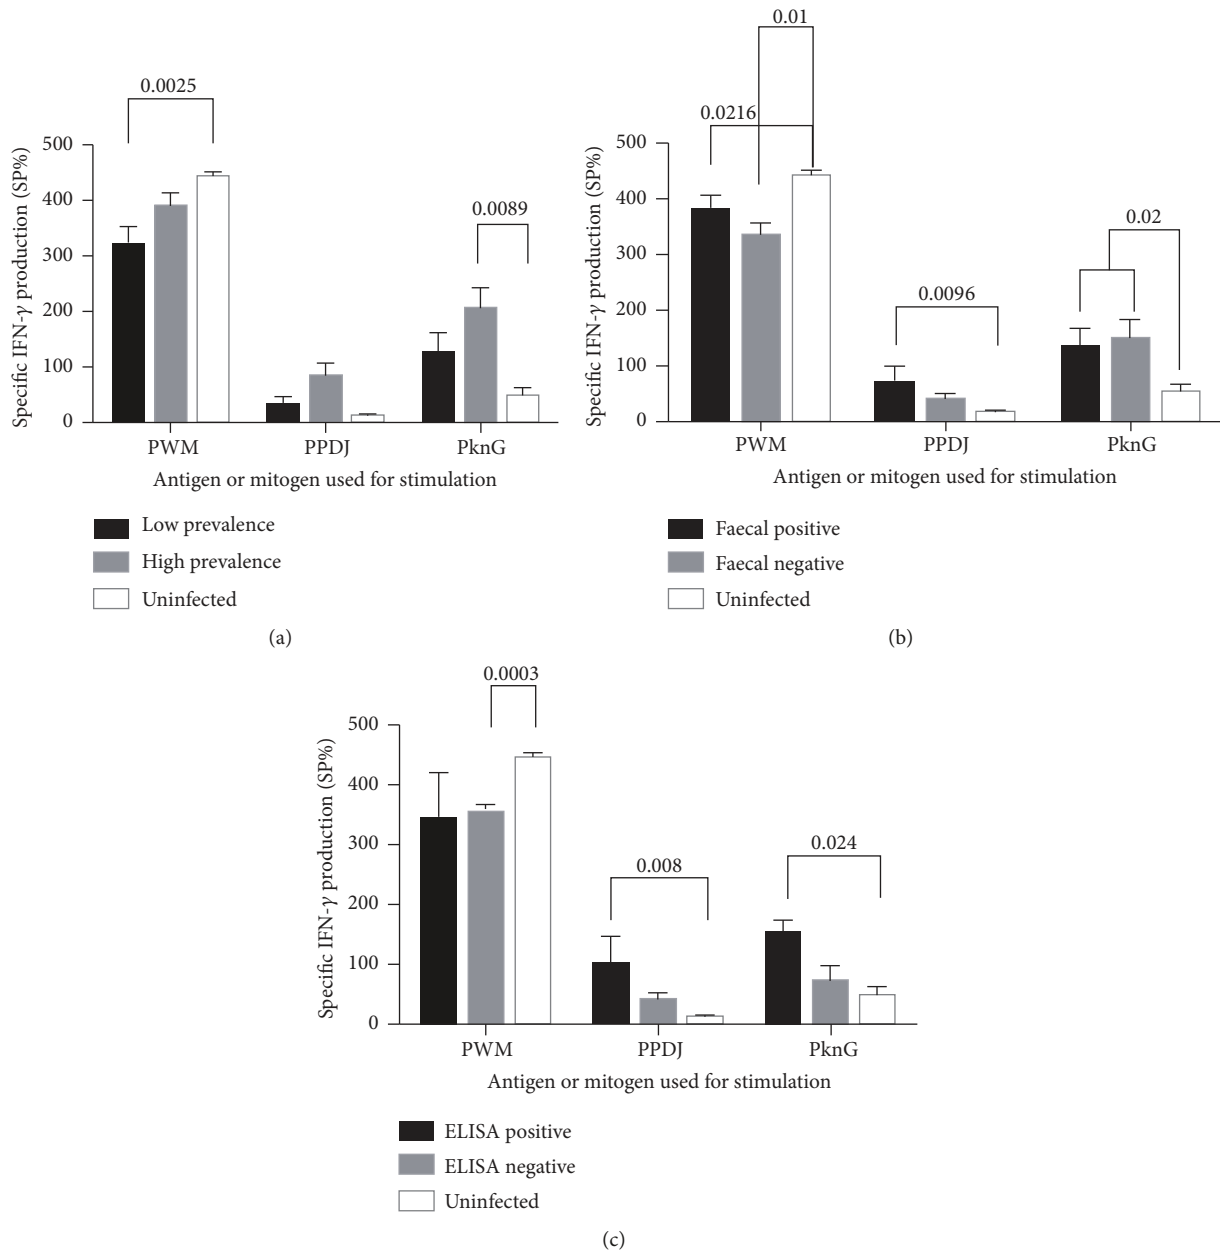 0.0025
0.0089
500
400
300
200
100
0
Specific IFN-γ production (SP%)
PWM PPDJ PknG
Antigen or mitogen used for stimulation
Low prevalence
High prevalence
Uninfected
(a)
0.01
0.0216
0.02
0.0096
500
400
300
200
100
0
Specific IFN-γ production (SP%)
PWM PPDJ PknG
Antigen or mitogen used for stimulation
Faecal positive
Faecal negative
Uninfected
(b)
0.0003
0.024
0.008
500
400
300
200
100
0
Specific IFN-γ production (SP%)
PWM PPDJ PknG
Antigen or mitogen used for stimulation
ELISA positive
ELISA negative
Uninfected
(c)